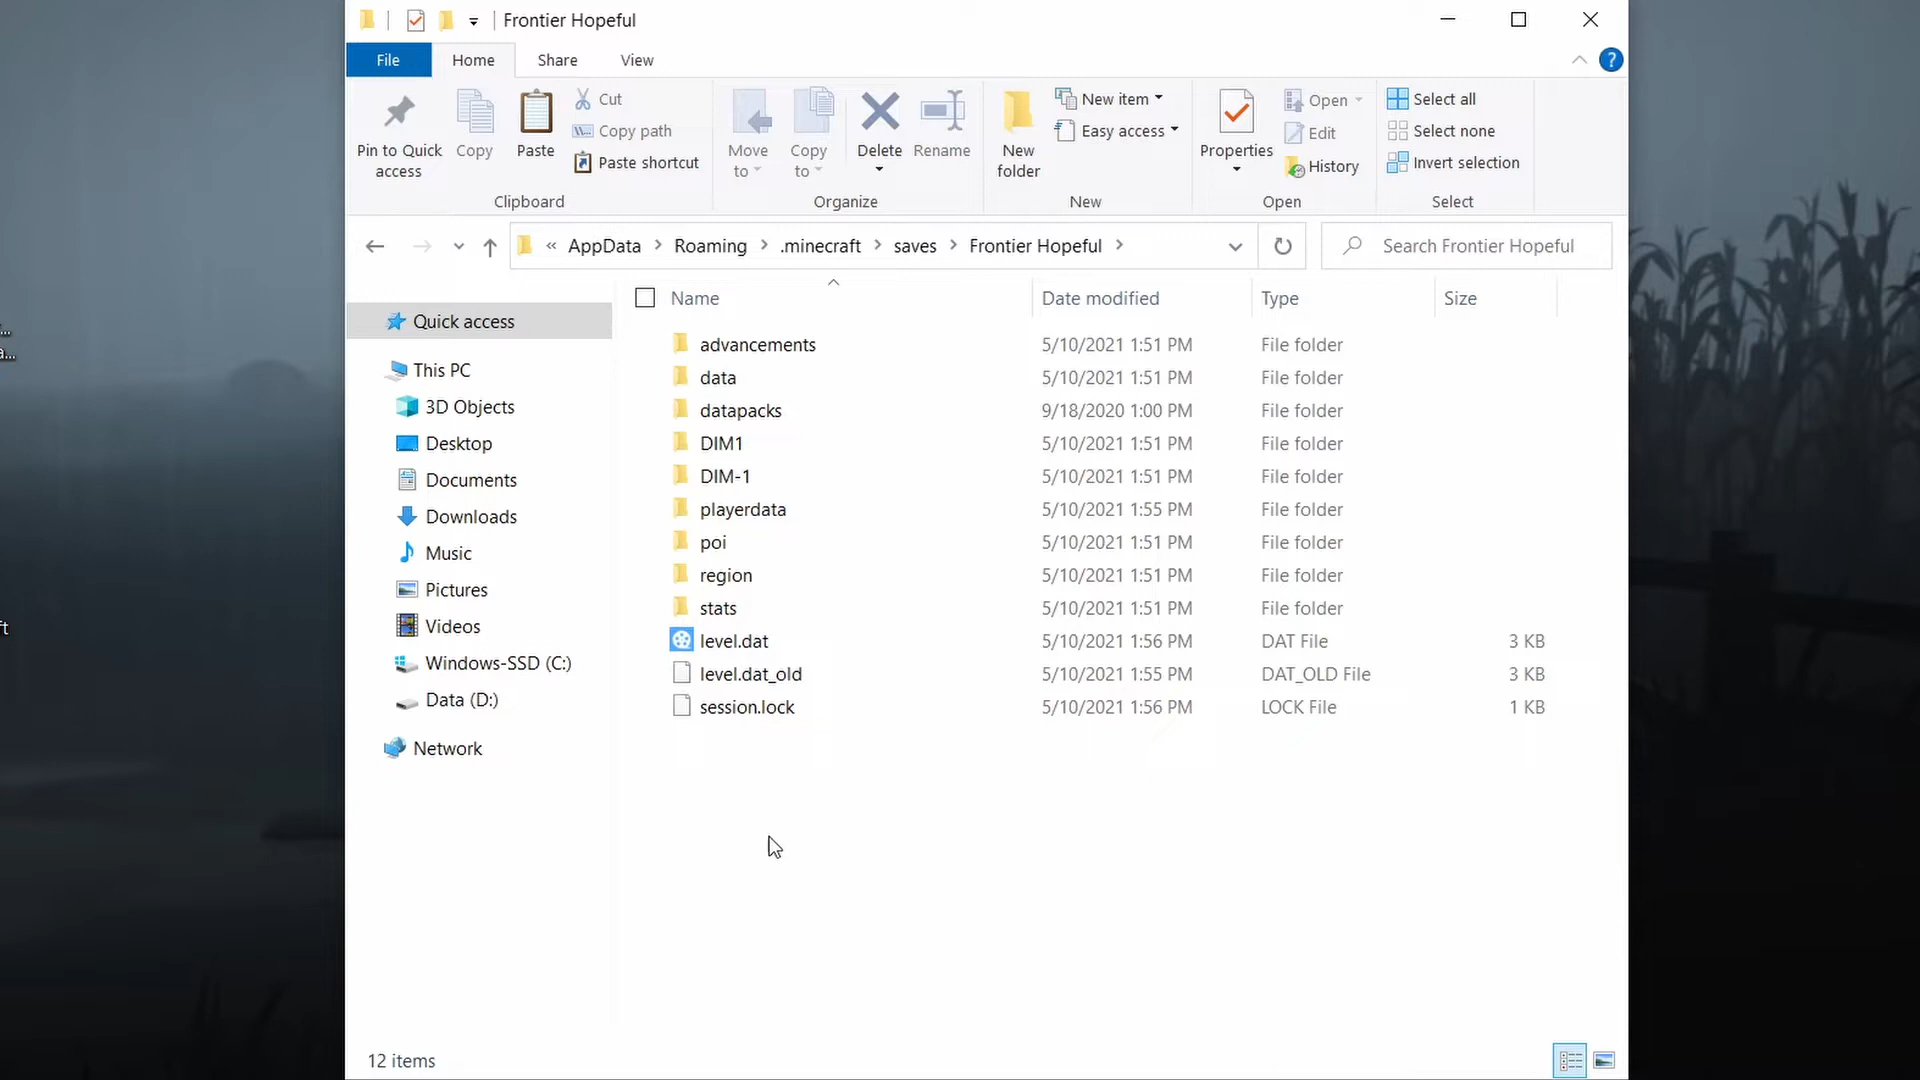 Frontier Hopeful
File Home Share View
Pin to Quick access
Copy
Paste
Cut
Copy path
Paste shortcut
Clipboard
Move to
Copy to
Delete
Rename
Organize
New folder
New item
Easy access
New
Properties
Open
Edit
History
Open
Select all
Select none
Invert selection
Select
« AppData > Roaming > .minecraft > saves > Frontier Hopeful >
Search Frontier Hopeful
Quick access
This PC
3D Objects
Desktop
Documents
Downloads
Music
Pictures
Videos
Windows-SSD (C:)
Data (D:)
Network
Name Date modified Type Size
advancements 5/10/2021 1:51 PM File folder
data 5/10/2021 1:51 PM File folder
datapacks 9/18/2020 1:00 PM File folder
DIM1 5/10/2021 1:51 PM File folder
DIM-1 5/10/2021 1:51 PM File folder
playerdata 5/10/2021 1:55 PM File folder
poi 5/10/2021 1:51 PM File folder
region 5/10/2021 1:51 PM File folder
stats 5/10/2021 1:51 PM File folder
level.dat 5/10/2021 1:56 PM DAT File 3 KB
level.dat_old 5/10/2021 1:55 PM DAT_OLD File 3 KB
session.lock 5/10/2021 1:56 PM LOCK File 1 KB
12 items